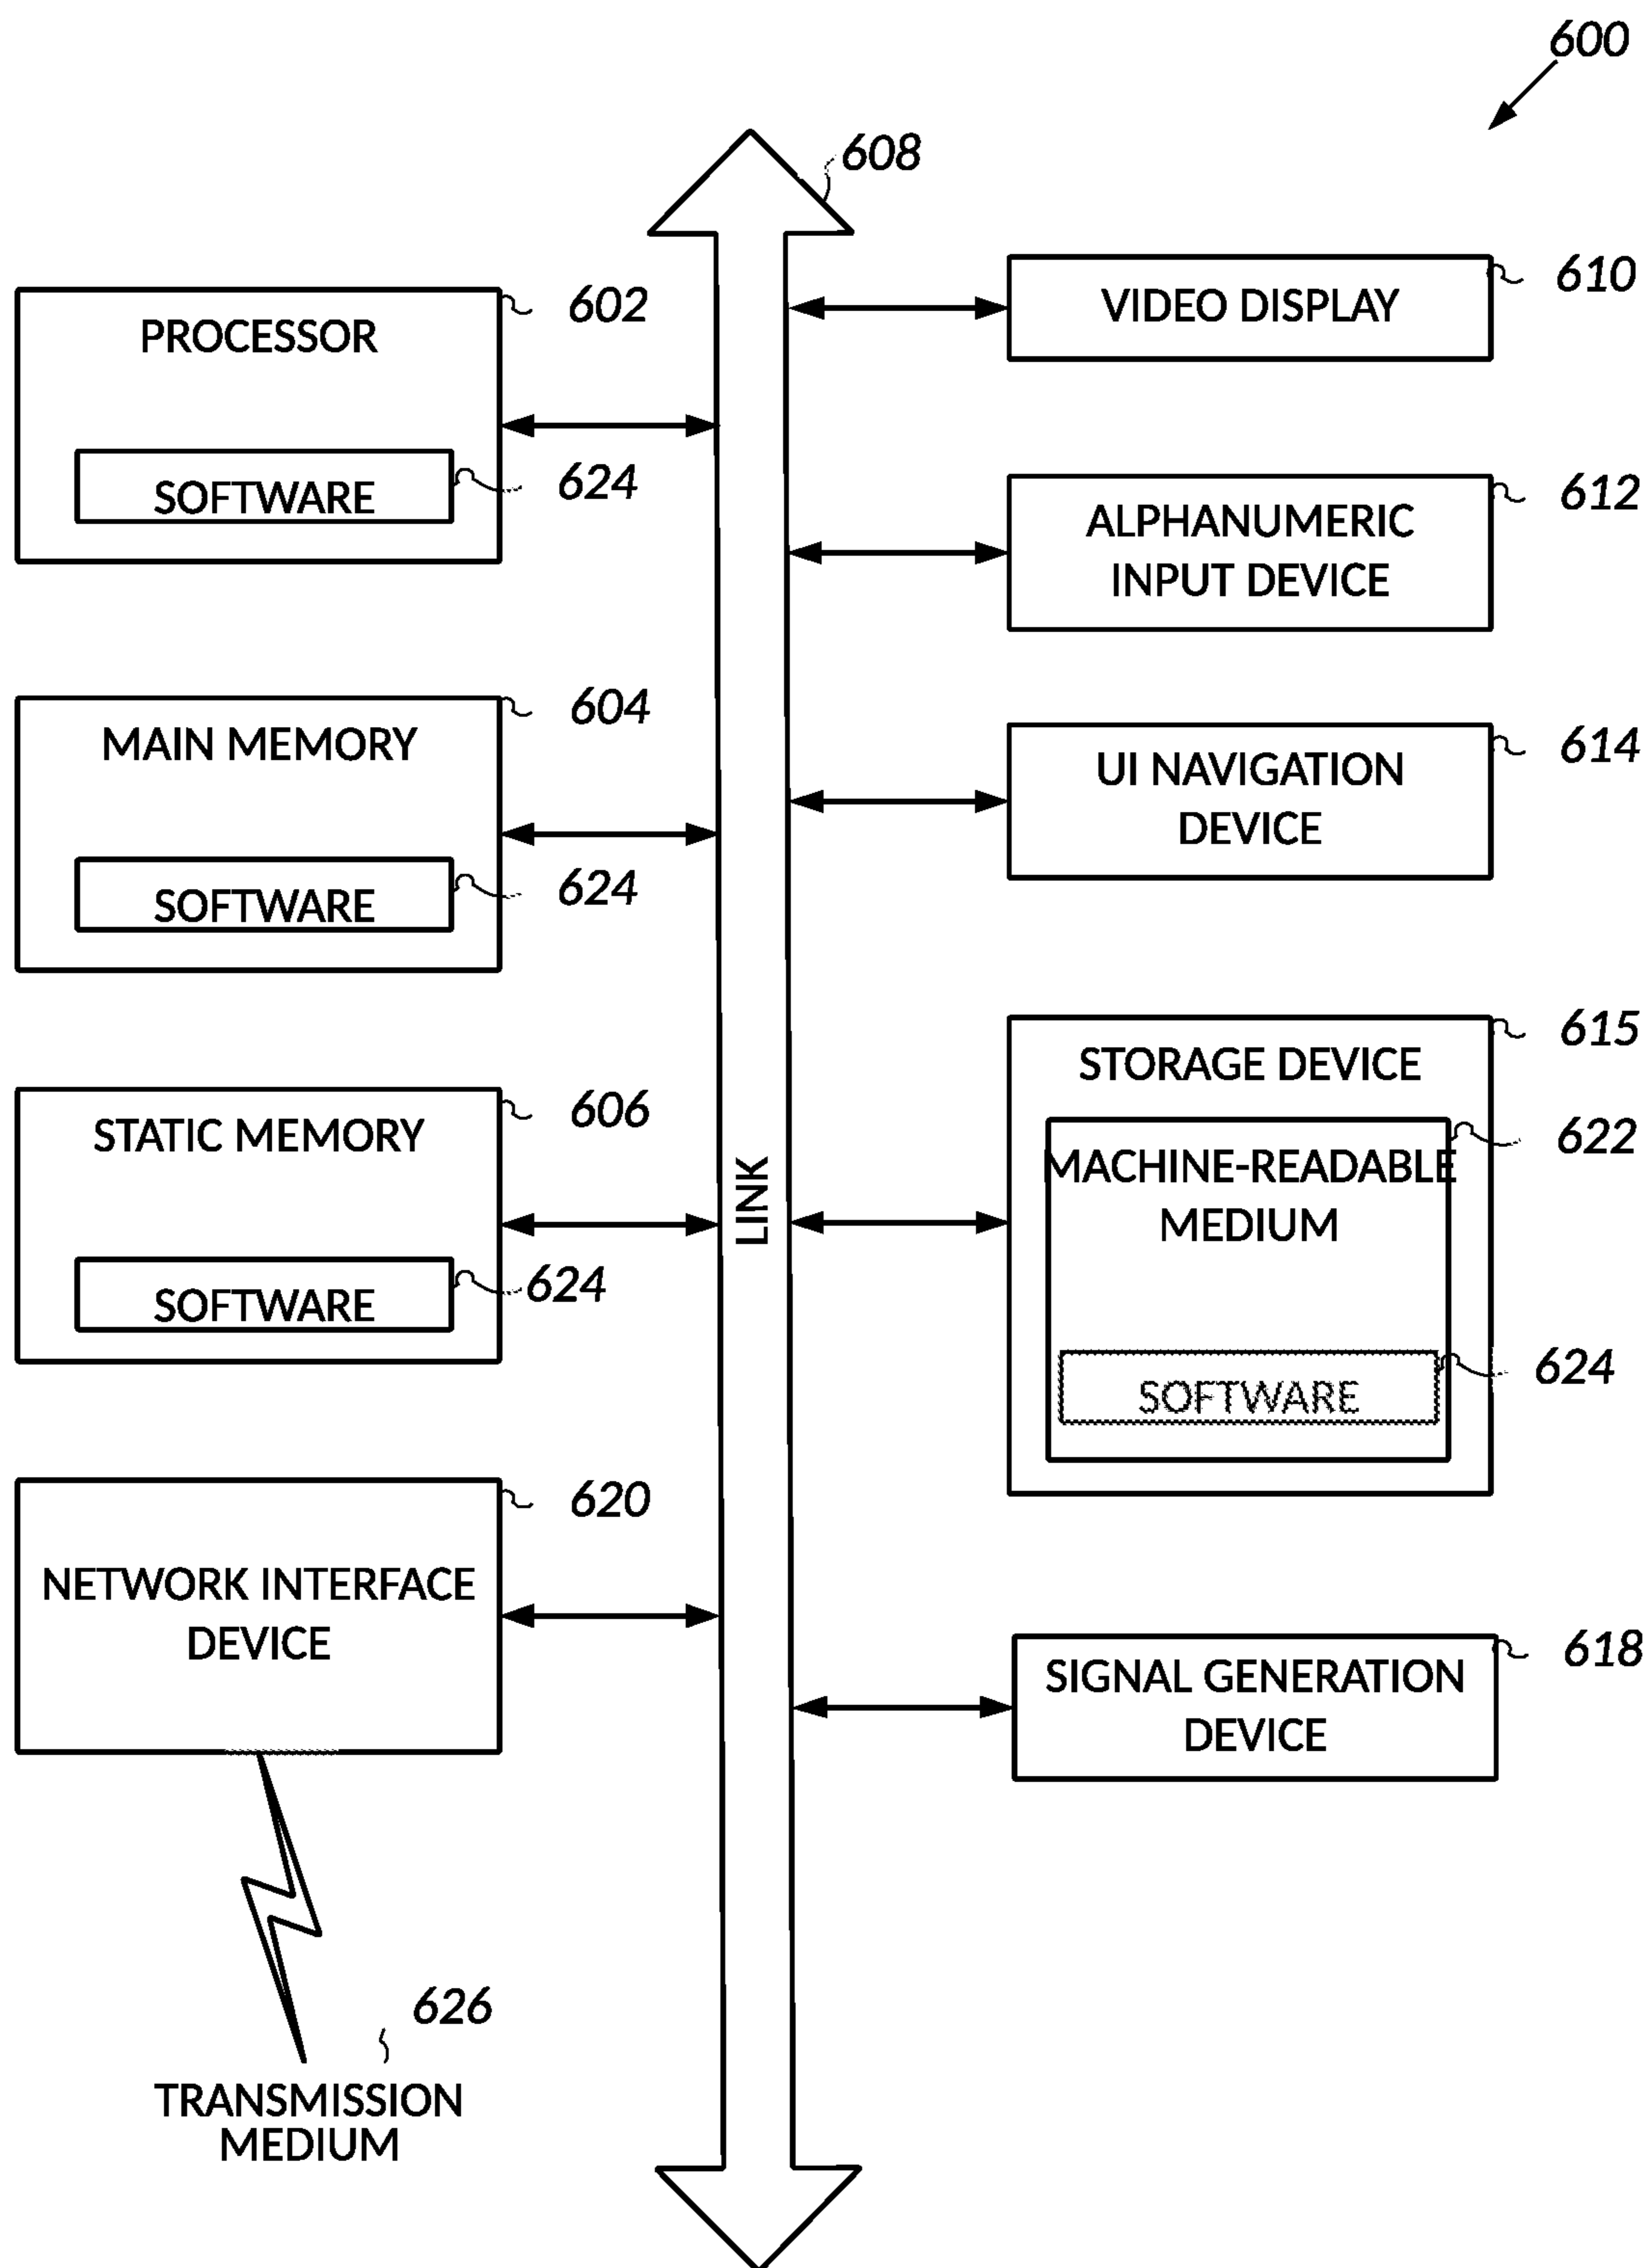 600
608
PROCESSOR
602
SOFTWARE
624
MAIN MEMORY
604
SOFTWARE
624
STATIC MEMORY
606
SOFTWARE
624
NETWORK INTERFACE
DEVICE
620
626
TRANSMISSION
MEDIUM
LINK
VIDEO DISPLAY
610
ALPHANUMERIC
INPUT DEVICE
612
UI NAVIGATION
DEVICE
614
STORAGE DEVICE
615
MACHINE-READABLE
MEDIUM
622
SOFTWARE
624
SIGNAL GENERATION
DEVICE
618